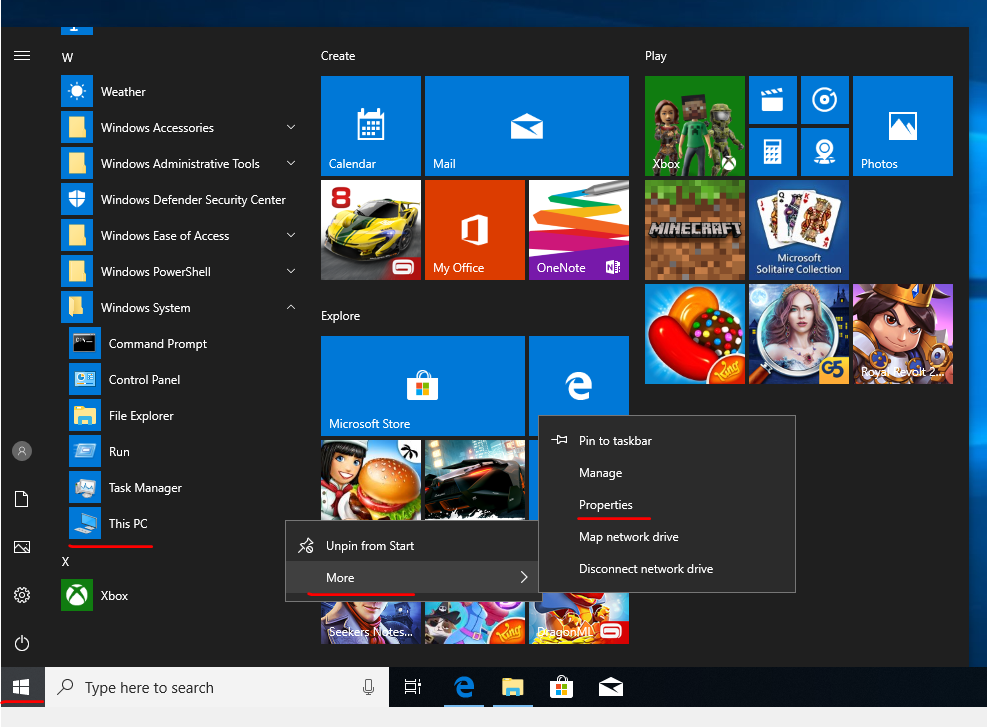 W
Weather
Windows Accessories
Windows Administrative Tools
Windows Defender Security Center
Windows Ease of Access
Windows PowerShell
Windows System
Command Prompt
Control Panel
File Explorer
Run
Task Manager
This PC
X
Xbox
Create
Calendar
Mail
8
My Office
OneNote
N
Explore
Microsoft Store
Seekers Notes...
King
DragonML
Play
Xbox
Photos
MINECRAFT
Microsoft
Solitaire Collection
King
G5
Royal Revolt 2...
Unpin from Start
More
Pin to taskbar
Manage
Properties
Map network drive
Disconnect network drive
Type here to search